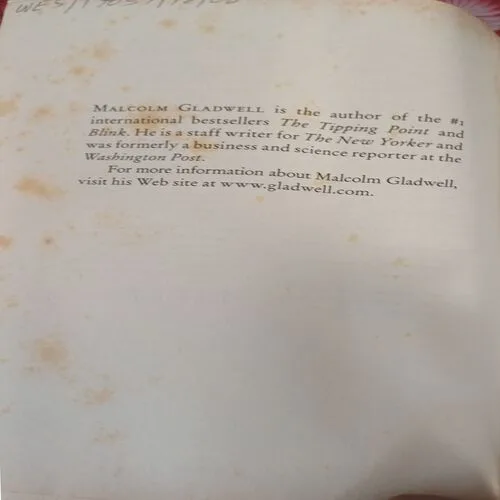 MALCOLM GLADWELL is the author of the #1
international bestsellers The Tipping Point and
Blink. He is a staff writer for The New Yorker and
was formerly a business and science reporter at the
Washington Post.
For more information about Malcolm Gladwell,
visit his Web site at www.gladwell.com.